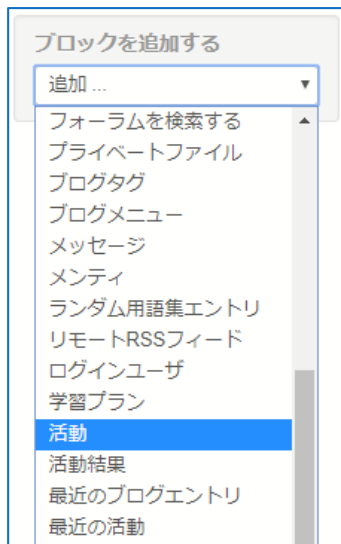 ブロックを追加する
追加 ...
フォーラムを検索する
プライベートファイル
ブログタグ
ブログメニュー
メッセージ
メンティ
ランダム用語集エントリ
リモートRSSフィード
ログインユーザ
学習プラン
活動
活動結果
最近のブログエントリ
最近の活動